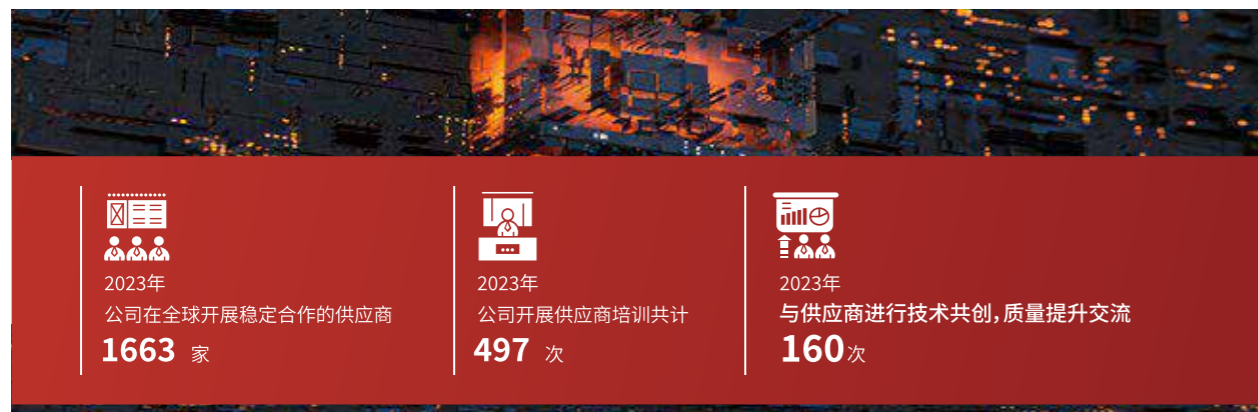 2023年
公司在全球开展稳定合作的供应商
1663 家
2023年
公司开展供应商培训共计
497 次
2023年
与供应商进行技术共创,质量提升交流
160次